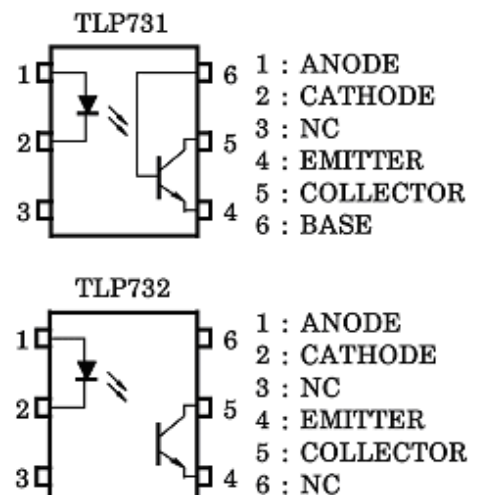 TLP731
1 6 1 : ANODE
2 : CATHODE
2 5 3 : NC
4 : EMITTER
5 : COLLECTOR
3 4 6 : BASE
TLP732
1 6 1 : ANODE
2 : CATHODE
3 : NC
2 5 4 : EMITTER
5 : COLLECTOR
3 4 6 : NC